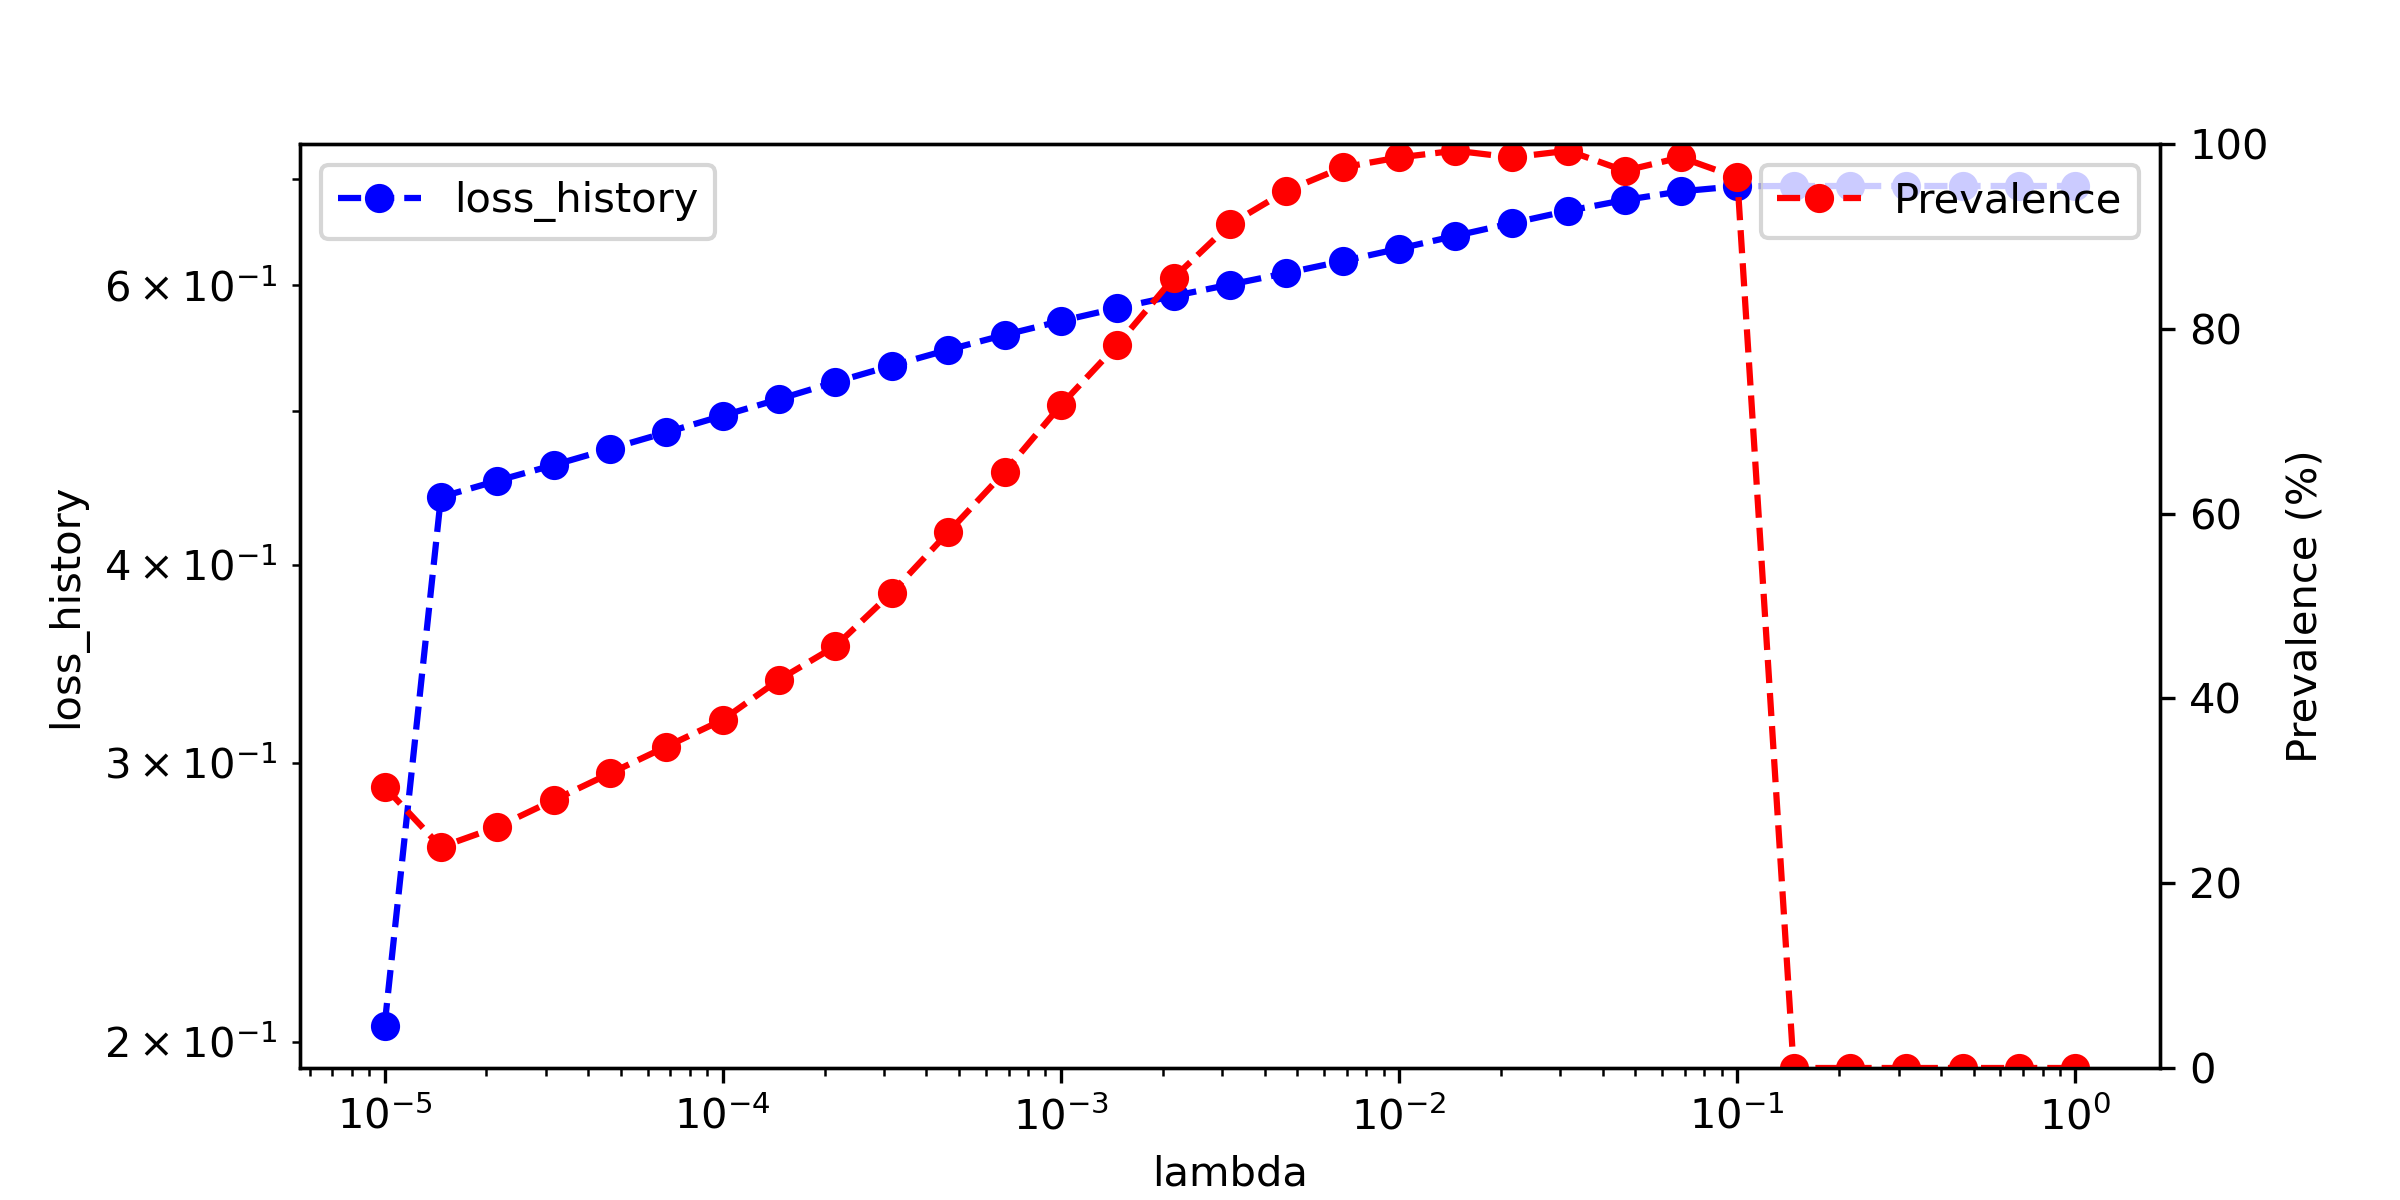 loss_history
Prevalence
6 × 10⁻¹
4 × 10⁻¹
3 × 10⁻¹
2 × 10⁻¹
loss_history
100
80
60
40
20
0
Prevalence (%)
10⁻⁵ 10⁻⁴ 10⁻³ 10⁻² 10⁻¹ 10⁰
lambda